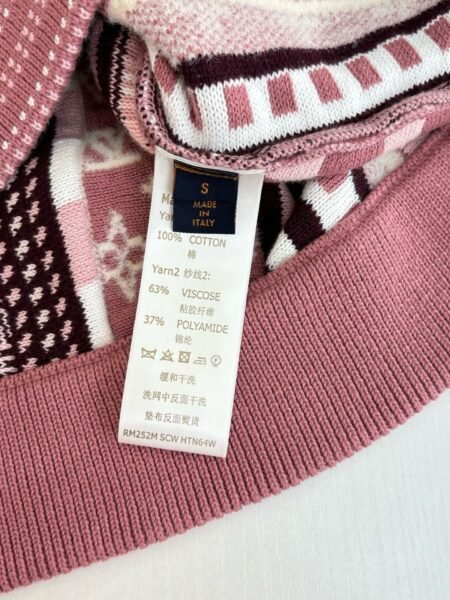 S
MADE
IN
ITALY
100% COTTON
棉
Yarn2 纱线2:
63% VISCOSE
粘胶纤维
37% POLYAMIDE
锦纶
缓和干洗
洗网中反面干洗
垫布反面熨烫
RM252M SCW HTN64W